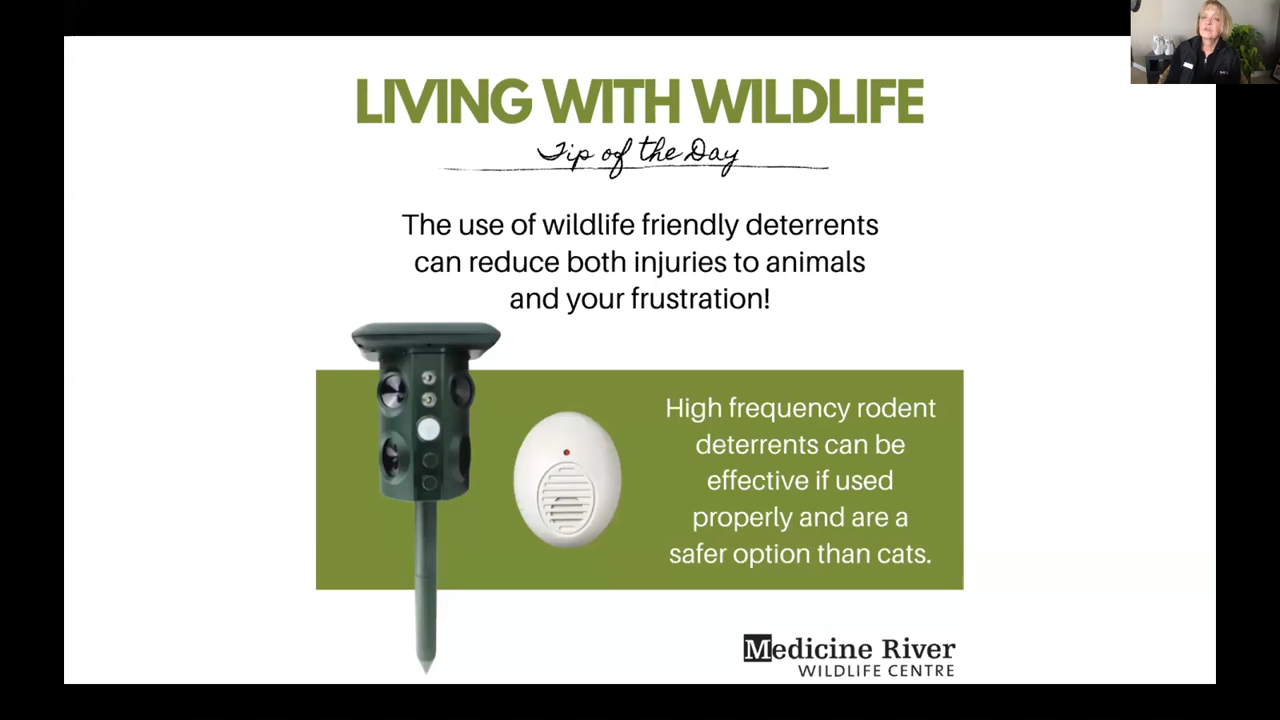 LIVING WITH WILDLIFE
Tip of the Day
The use of wildlife friendly deterrents
can reduce both injuries to animals
and your frustration!
High frequency rodent
deterrents can be
effective if used
properly and are a
safer option than cats.
Medicine River
WILDLIFE CENTRE